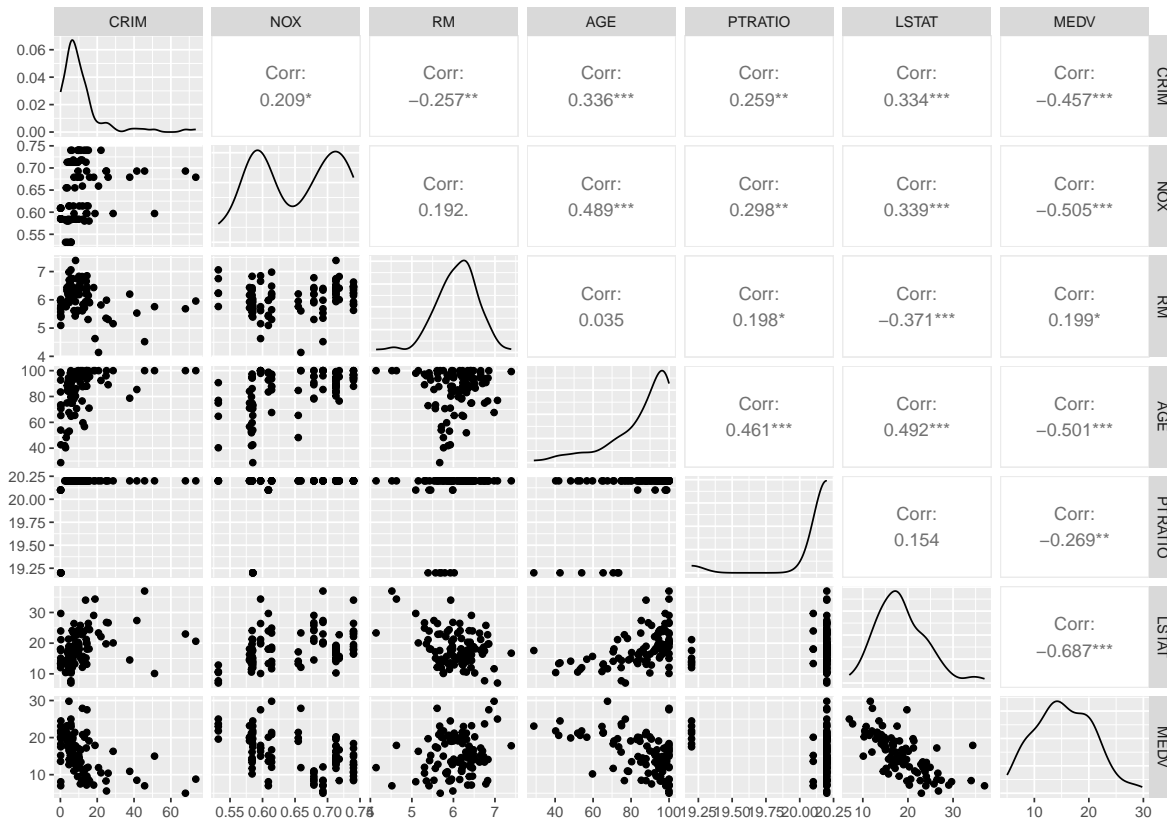 CRIM NOX RM AGE PTRATIO LSTAT MEDV
0.06
0.04
0.02
0.00
Corr:
0.209*
Corr:
−0.257**
Corr:
0.336***
Corr:
0.259**
Corr:
0.334***
Corr:
−0.457***
CRIM
0.75
0.70
0.65
0.60
0.55
Corr:
0.192.
Corr:
0.489***
Corr:
0.298**
Corr:
0.339***
Corr:
−0.505***
NOX
7
6
5
4
Corr:
0.035
Corr:
0.198*
Corr:
−0.371***
Corr:
0.199*
RM
100
80
60
40
Corr:
0.461***
Corr:
0.492***
Corr:
−0.501***
AGE
20.25
20.00
19.75
19.50
19.25
Corr:
0.154
Corr:
−0.269**
PTRATIO
30
20
10
Corr:
−0.687***
LSTAT
30
20
10
MEDV
0 20 40 60
0.55 0.60 0.65 0.70 0.75
4 5 6 7
40 60 80 100
19.25 19.50 19.75 20.00 20.25
10 20 30
10 20 30